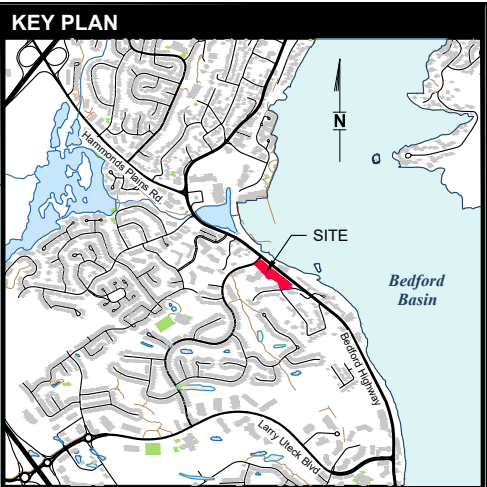 KEY PLAN
N
Hammonds Plains Rd.
SITE
Bedford
Basin
Bedford Highway
Larry Uteck Blvd